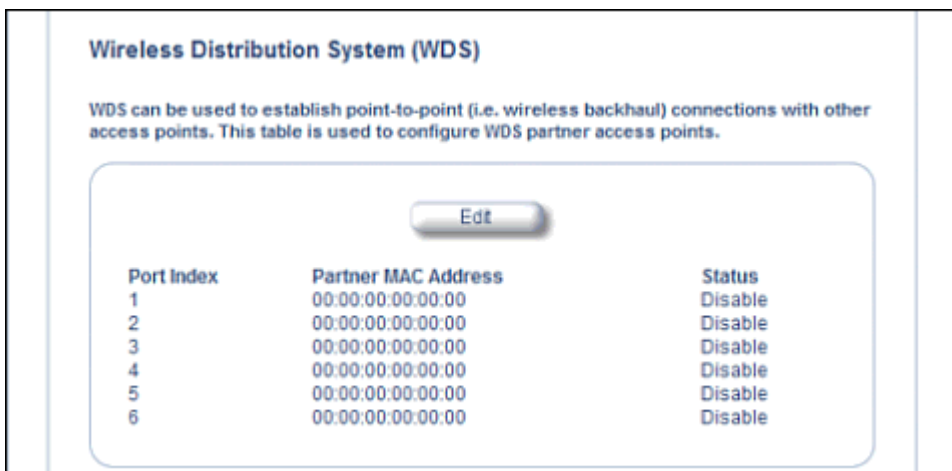 Wireless Distribution System (WDS)
WDS can be used to establish point-to-point (i.e. wireless backhaul) connections with other
access points. This table is used to configure WDS partner access points.
Edit
Port Index Partner MAC Address Status
1 00:00:00:00:00:00 Disable
2 00:00:00:00:00:00 Disable
3 00:00:00:00:00:00 Disable
4 00:00:00:00:00:00 Disable
5 00:00:00:00:00:00 Disable
6 00:00:00:00:00:00 Disable